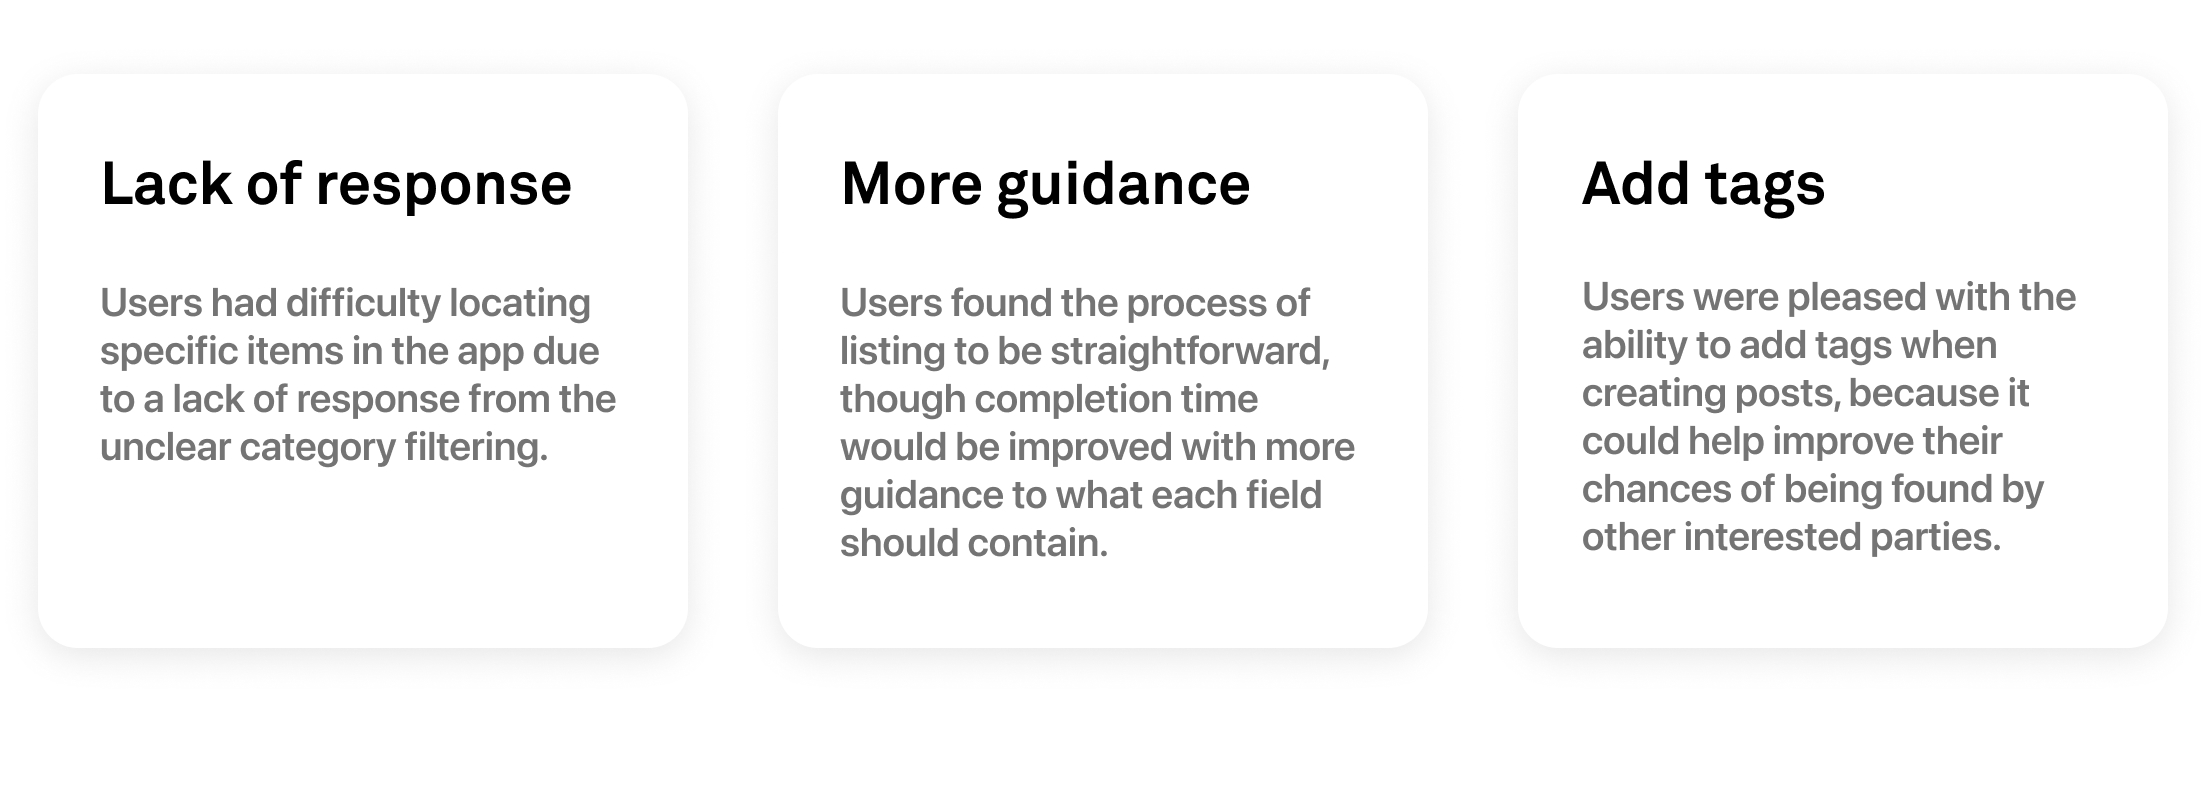 Lack of response
Users had difficulty locating
specific items in the app due
to a lack of response from the
unclear category filtering.
More guidance
Users found the process of
listing to be straightforward,
though completion time
would be improved with more
guidance to what each field
should contain.
Add tags
Users were pleased with the
ability to add tags when
creating posts, because it
could help improve their
chances of being found by
other interested parties.